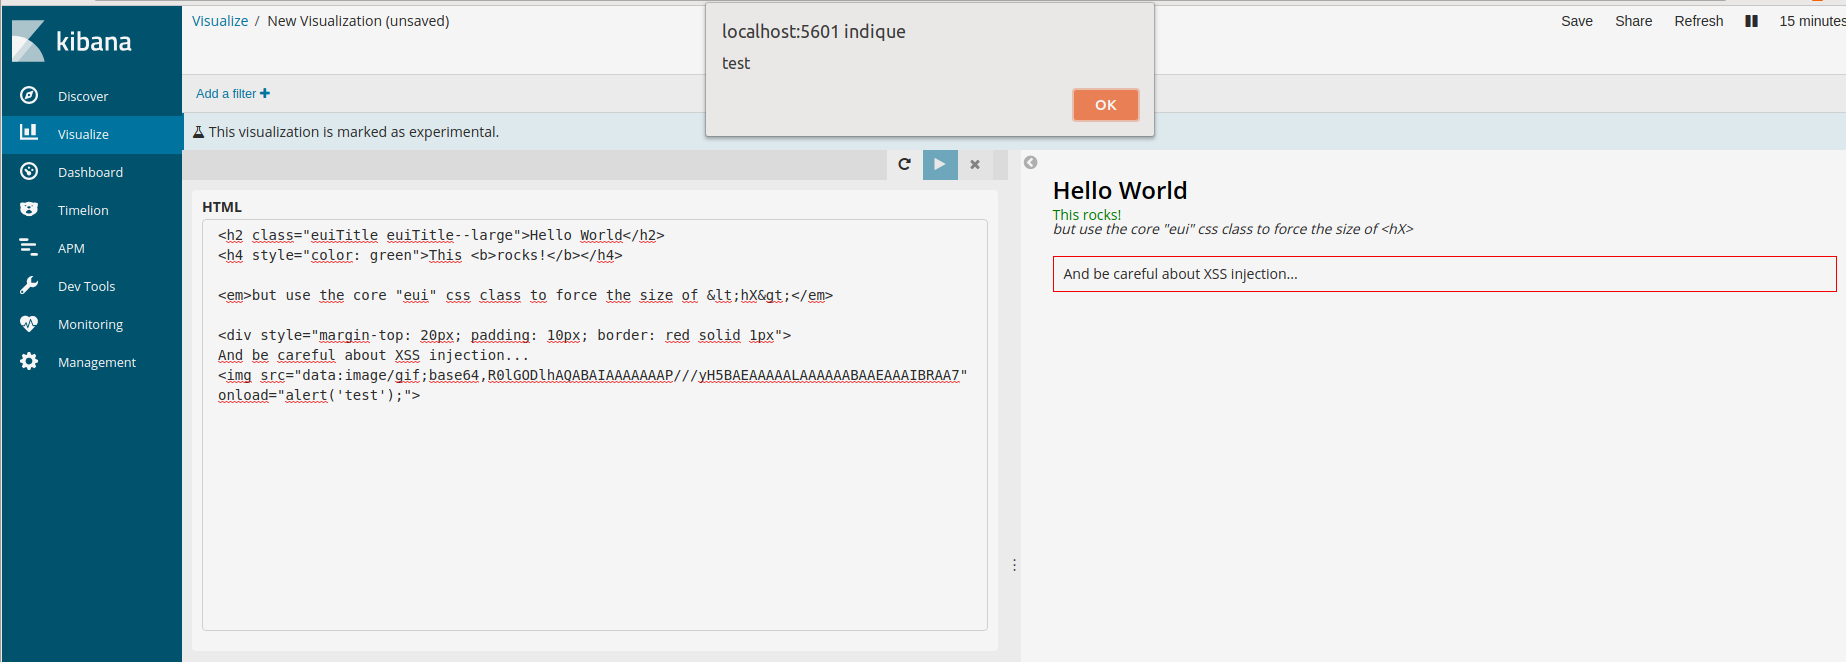 kibana
Discover
Visualize
Dashboard
Timelion
APM
Dev Tools
Monitoring
Management
Visualize / New Visualization (unsaved)
Save Share Refresh 15 minutes
localhost:5601 indique
test
OK
Add a filter +
This visualization is marked as experimental.
HTML
<h2 class="euiTitle euiTitle--large">Hello World</h2>
<h4 style="color: green">This <b>rocks!</b></h4>
<em>but use the core "eui" css class to force the size of &lt;hX&gt;</em>
<div style="margin-top: 20px; padding: 10px; border: red solid 1px">
And be careful about XSS injection...
<img src="data:image/gif;base64,R0lGODlhAQABAIAAAAAAAP///yH5BAEAAAAALAAAAAABAAEAAAIBRAA7"
onload="alert('test');">
Hello World
This rocks!
but use the core "eui" css class to force the size of <hX>
And be careful about XSS injection...